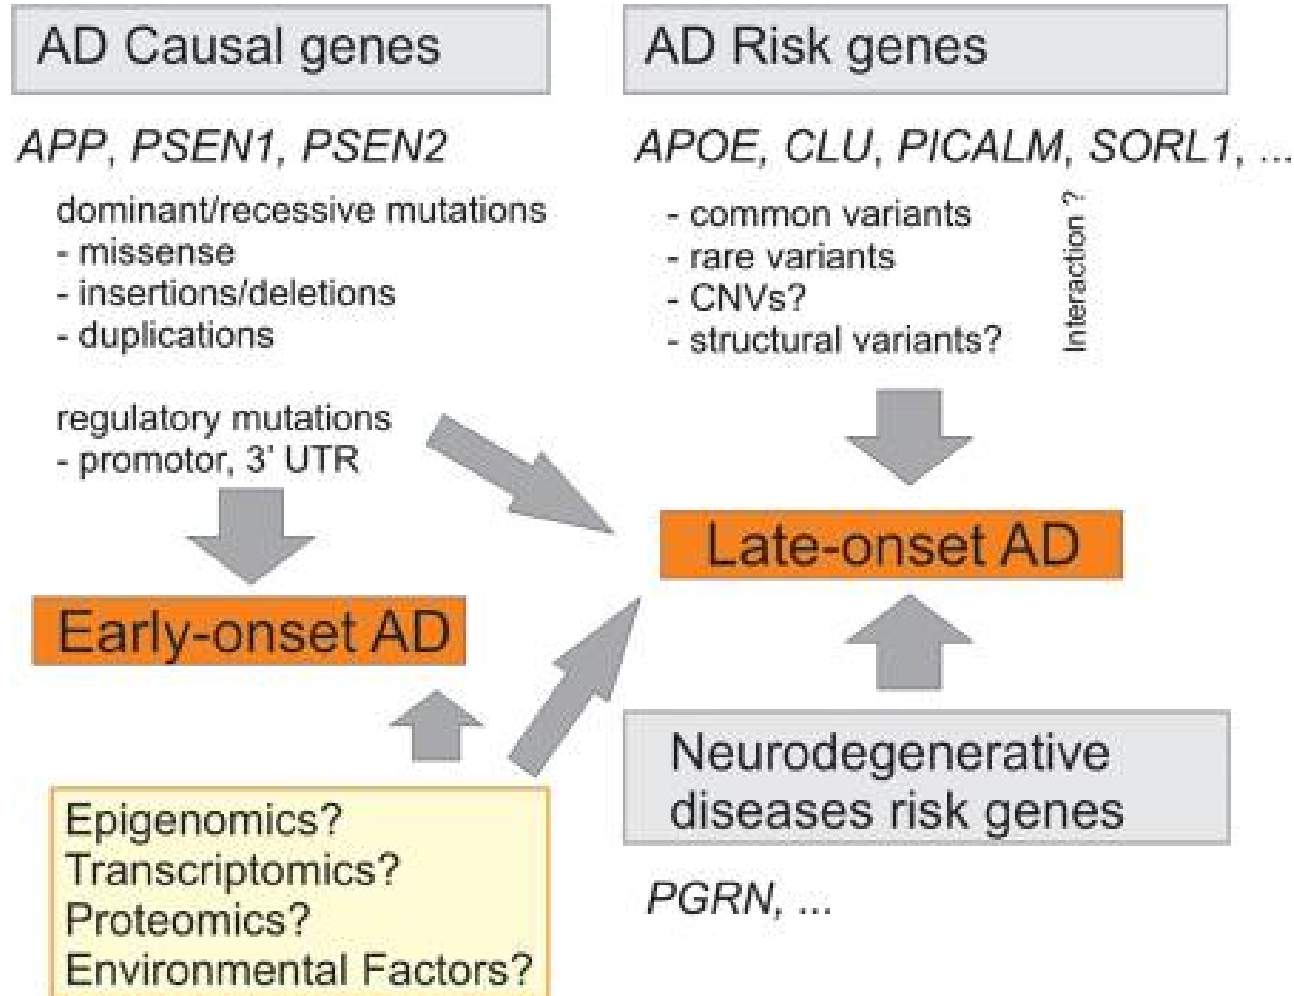 AD Causal genes
APP, PSEN1, PSEN2
dominant/recessive mutations
- missense
- insertions/deletions
- duplications
regulatory mutations
- promotor, 3' UTR
Early-onset AD
Epigenomics?
Transcriptomics?
Proteomics?
Environmental Factors?
AD Risk genes
APOE, CLU, PICALM, SORL1, ...
- common variants
- rare variants
- CNVs?
- structural variants?
Interaction ?
Late-onset AD
Neurodegenerative
diseases risk genes
PGRN, ...